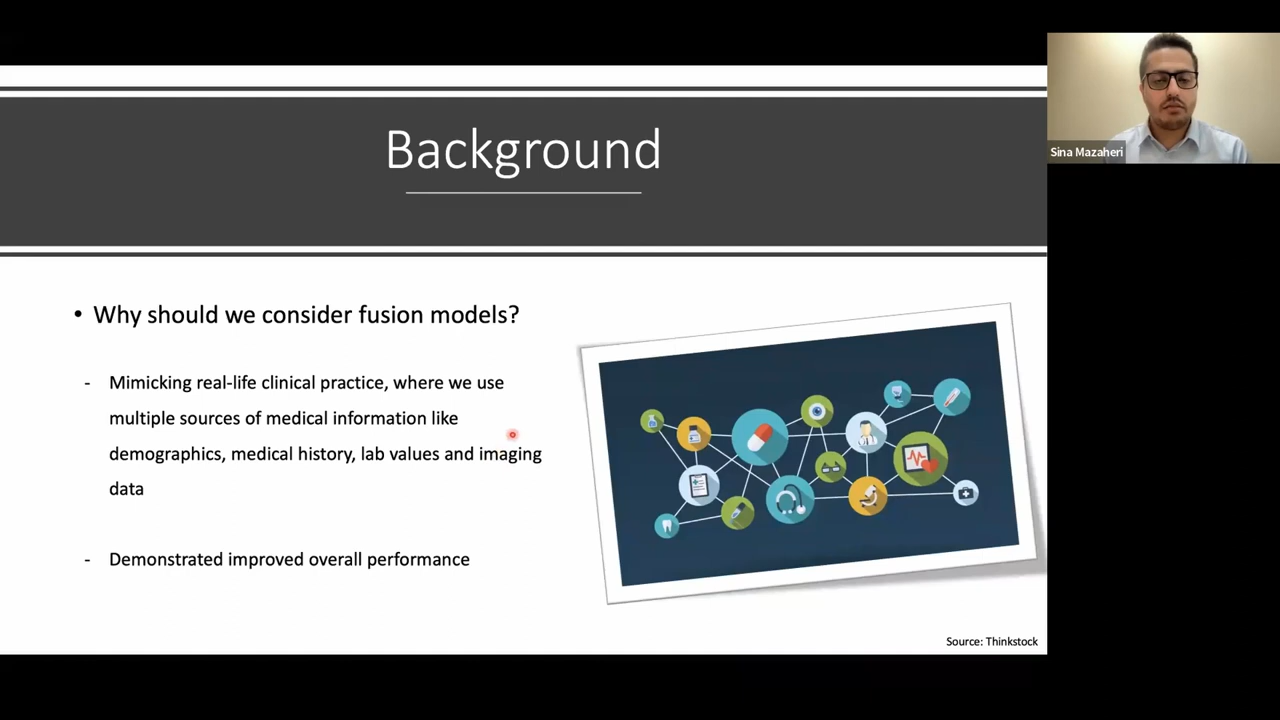 Background
Sina Mazaheri
• Why should we consider fusion models?
- Mimicking real-life clinical practice, where we use
multiple sources of medical information like
demographics, medical history, lab values and imaging
data
- Demonstrated improved overall performance
Source: Thinkstock